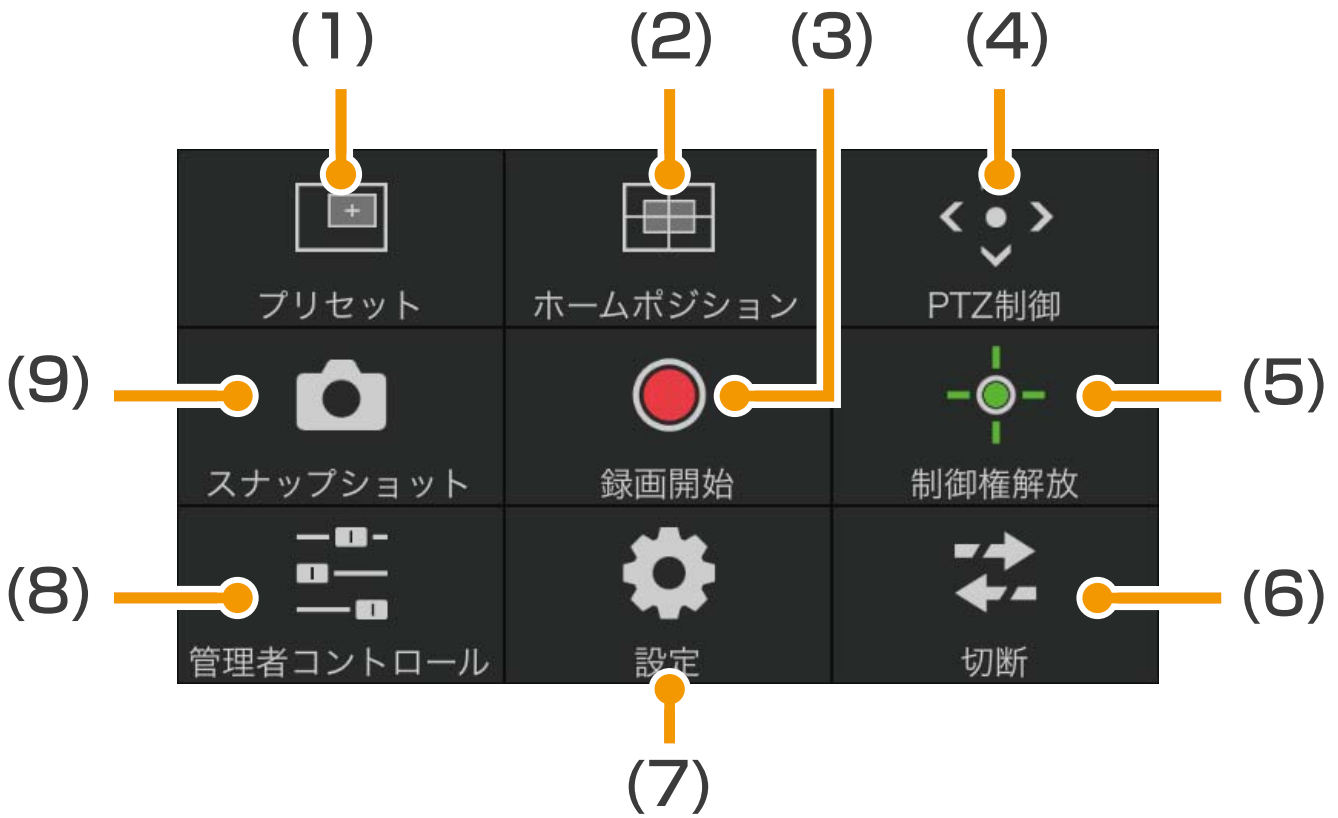 (1) (2) (3) (4)
プリセット ホームポジション PTZ制御
(9) (5)
スナップショット 録画開始 制御権解放
(8) (6)
管理者コントロール 設定 切断
(7)